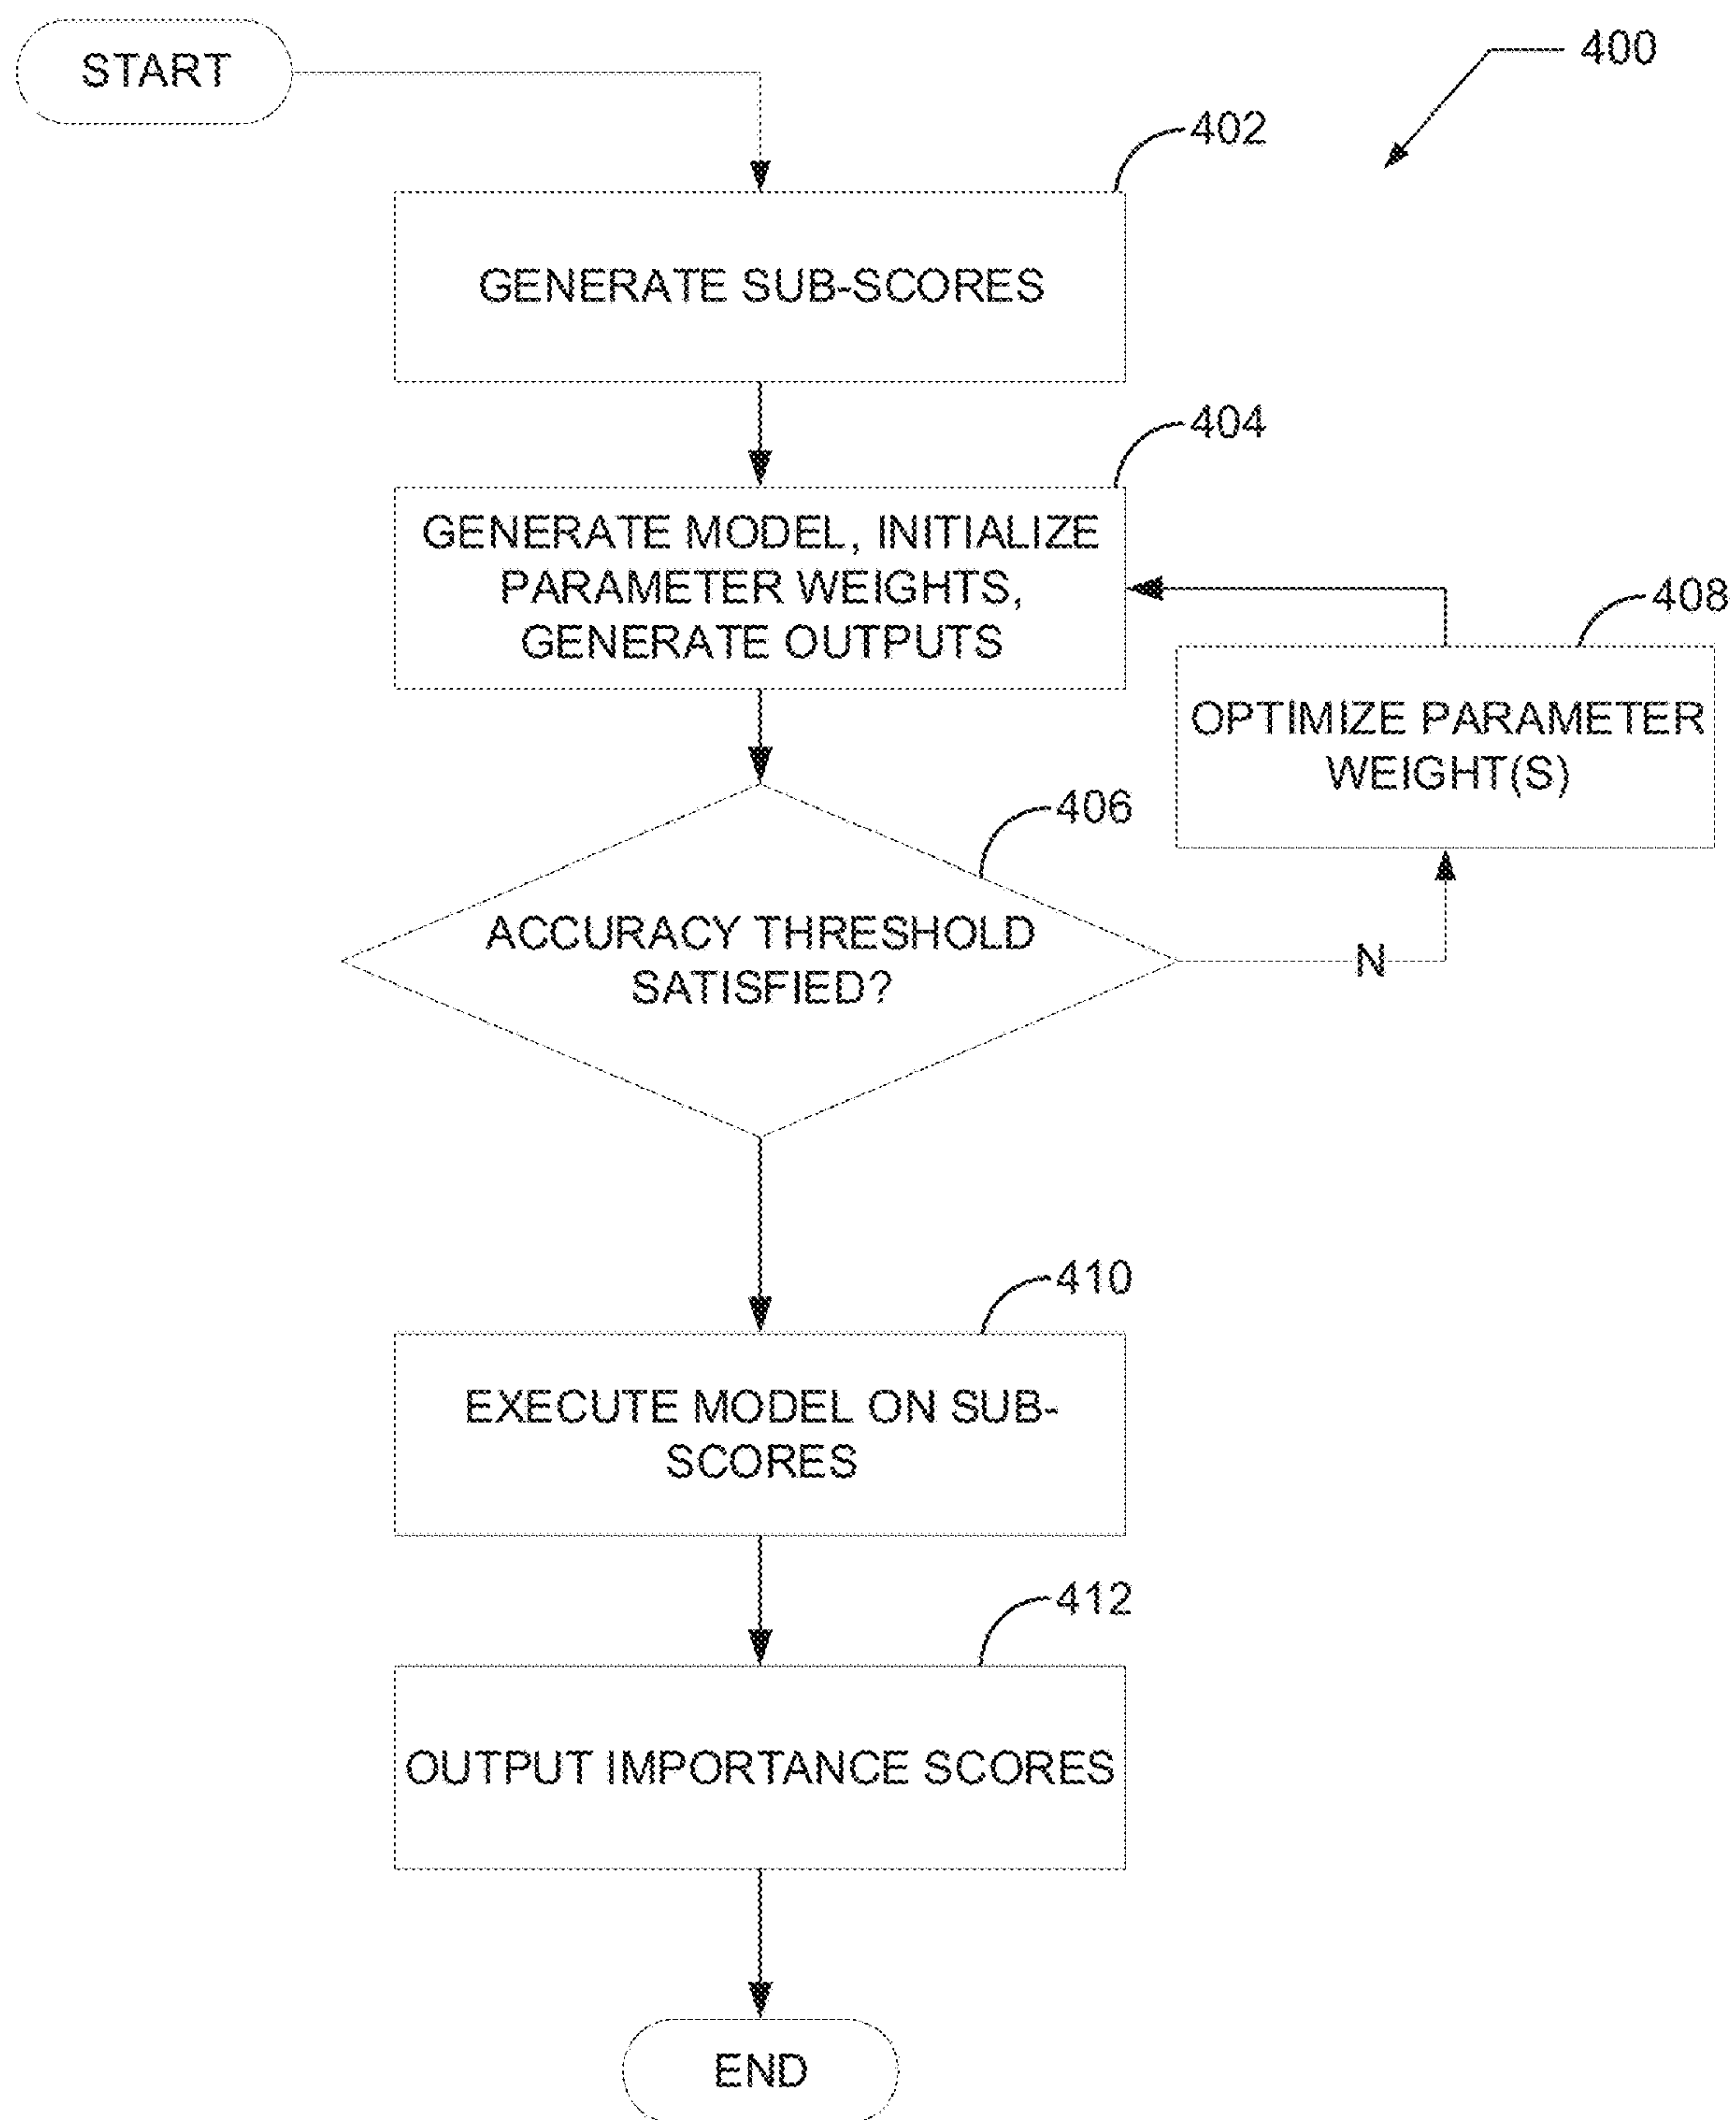 START
400
402
GENERATE SUB-SCORES
404
GENERATE MODEL, INITIALIZE
PARAMETER WEIGHTS,
GENERATE OUTPUTS
408
OPTIMIZE PARAMETER
WEIGHT(S)
406
ACCURACY THRESHOLD
SATISFIED?
N
410
EXECUTE MODEL ON SUB-
SCORES
412
OUTPUT IMPORTANCE SCORES
END